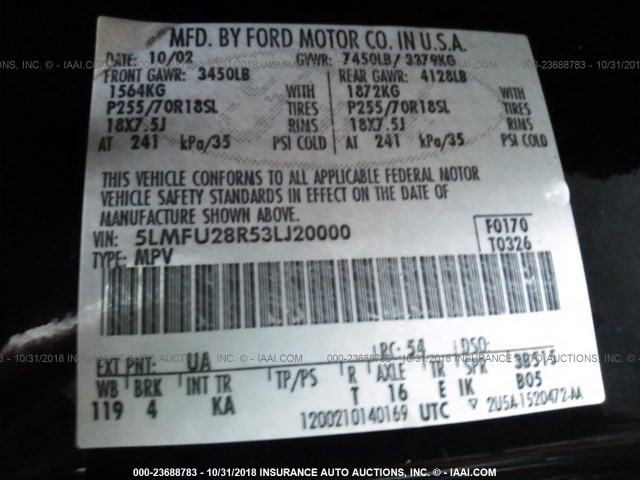 MFD. BY FORD MOTOR CO. IN U.S.A.
DATE: 10/02 GVWR: 7450LB/ 3379KG
FRONT GAWR: 3450LB REAR GAWR: 4128LB
1564KG WITH 1872KG WITH
P255/70R18SL TIRES P255/70R18SL TIRES
18X7.5J RIMS 18X7.5J RIMS
AT 241 kPa/35 PSI COLD AT 241 kPa/35 PSI COLD
THIS VEHICLE CONFORMS TO ALL APPLICABLE FEDERAL MOTOR
VEHICLE SAFETY STANDARDS IN EFFECT ON THE DATE OF
MANUFACTURE SHOWN ABOVE.
VIN: 5LMFU28R53LJ20000 F0170
TYPE: MPV T0326
EXT PNT: UA RC: 54 DSO:
WB BRK INT TR TP/PS R AXLE TR SPR
119 4 KA T 16 E IK B05
1200210140169 UTC 2U5A-1520472-AA
000-23688783 - 10/31/2018 INSURANCE AUTO AUCTIONS - © IAAI.COM